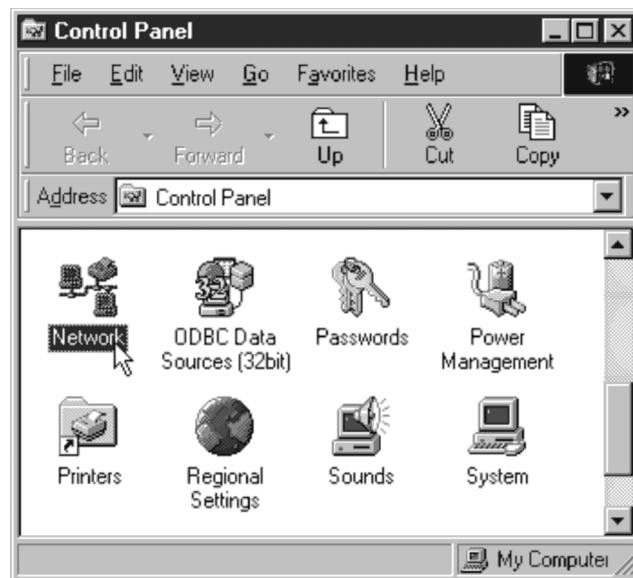 Control Panel
File Edit View Go Favorites Help
Back Forward Up Cut Copy »
Address Control Panel
Network ODBC Data Sources (32bit) Passwords Power Management
Printers Regional Settings Sounds System
My Computer